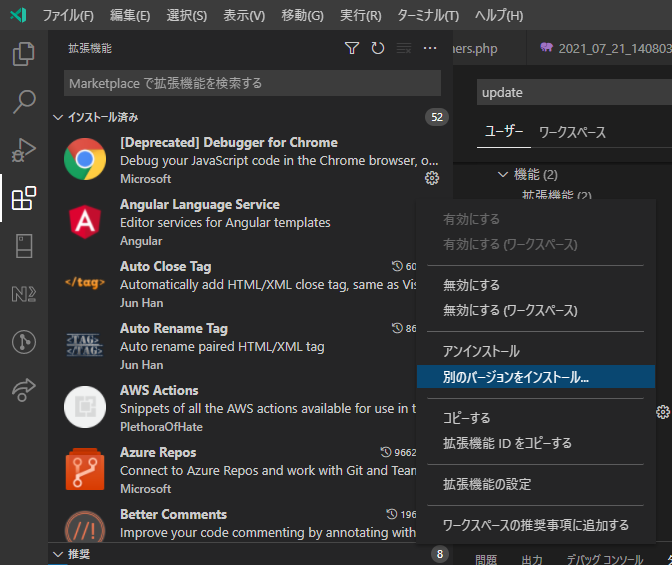 ファイル(F) 編集(E) 選択(S) 表示(V) 移動(G) 実行(R) ターミナル(T) ヘルプ(H)
拡張機能
ners.php
2021_07_21_140803
Marketplace で拡張機能を検索する
update
インストール済み
52
ユーザー ワークスペース
[Deprecated] Debugger for Chrome
Debug your JavaScript code in the Chrome browser, o...
Microsoft
機能 (2)
拡張機能 (2)
Angular Language Service
Editor services for Angular templates
Angular
Auto Close Tag
60
Automatically add HTML/XML close tag, same as Vis
Jun Han
Auto Rename Tag
86
Auto rename paired HTML/XML tag
Jun Han
AWS Actions
Snippets of all the AWS actions available for use in t
PlethoraOfHate
Azure Repos
9662
Connect to Azure Repos and work with Git and Team
Microsoft
Better Comments
196
Improve your code commenting by annotating with
推奨
8
有効にする
有効にする (ワークスペース)
無効にする
無効にする (ワークスペース)
アンインストール
別のバージョンをインストール...
コピーする
拡張機能 ID をコピーする
拡張機能の設定
ワークスペースの推奨事項に追加する
問題 出力 デバッグ コンソール